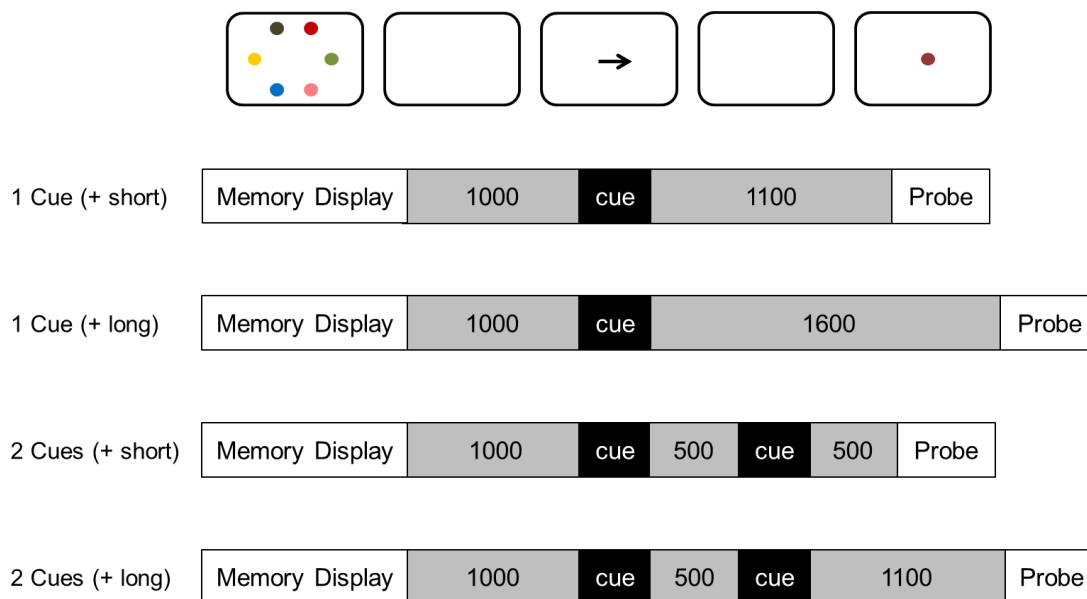 1 Cue (+ short) Memory Display 1000 cue 1100 Probe
1 Cue (+ long) Memory Display 1000 cue 1600 Probe
2 Cues (+ short) Memory Display 1000 cue 500 cue 500 Probe
2 Cues (+ long) Memory Display 1000 cue 500 cue 1100 Probe